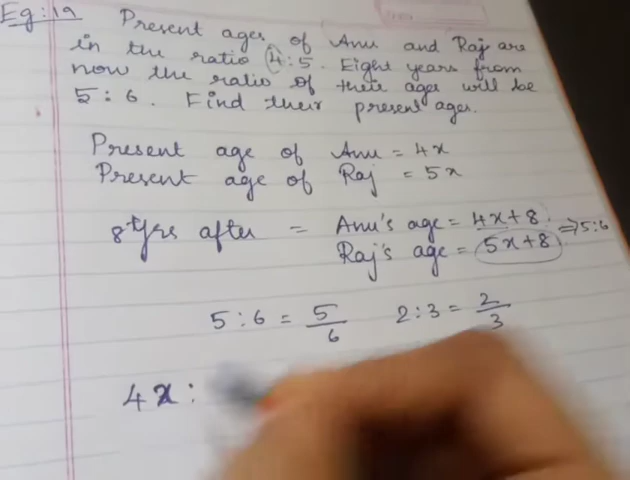 Eg: 19 Present ages of Anu and Raj are
in the ratio 4:5. Eight years from
now the ratio of their ages will be
5:6. Find their present ages.
Present age of Anu = 4x
Present age of Raj = 5x
8 yrs after = Anu's age = 4x+8
Raj's age = 5x+8 ⇒ 5:6
5:6 = 5/6 2:3 = 2/3
4x: